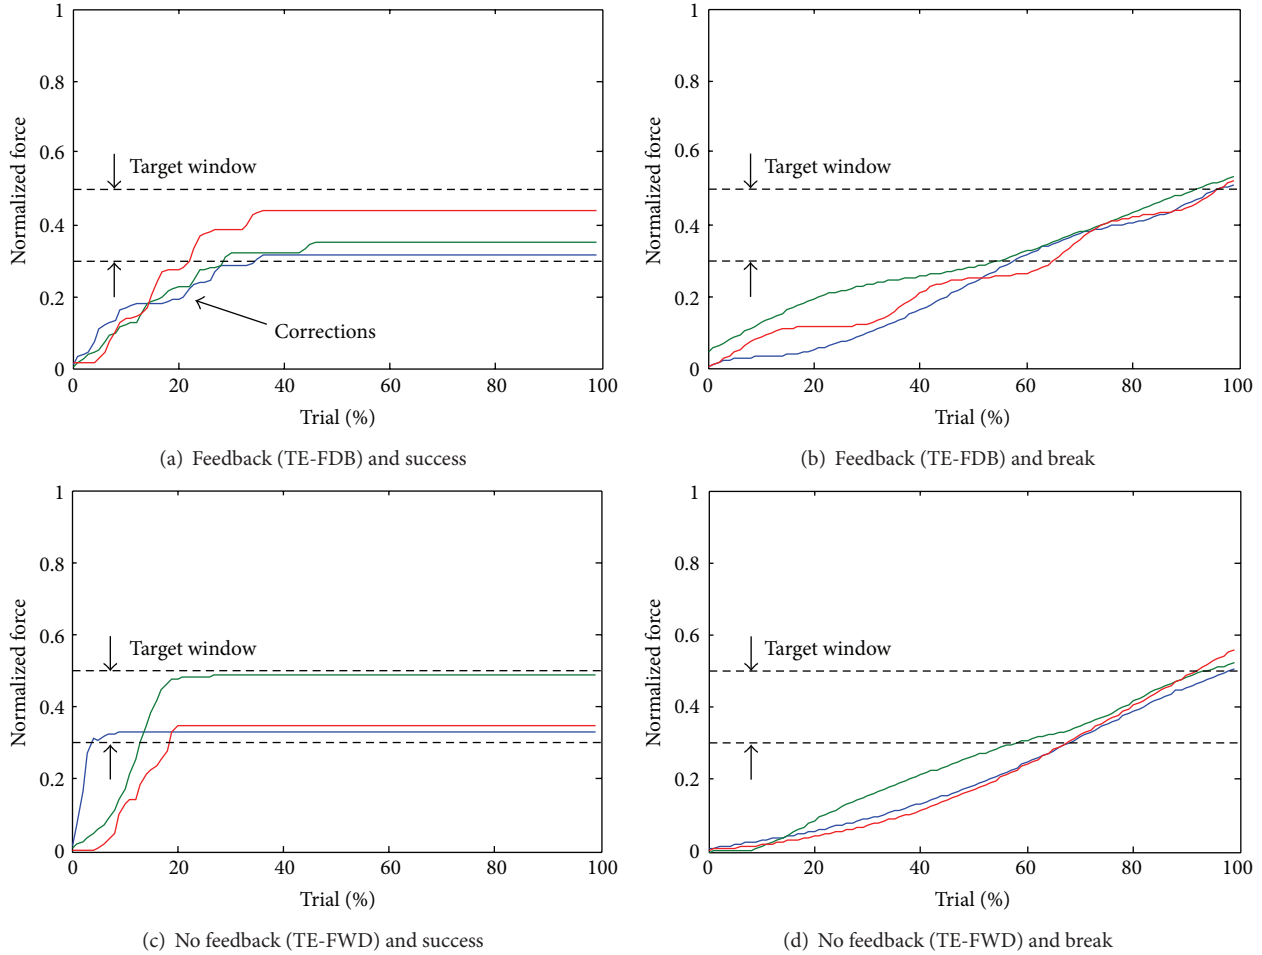 1
0.8
0.6
0.4
0.2
0
Normalized force
Target window
Corrections
0 20 40 60 80 100
Trial (%)
(a) Feedback (TE-FDB) and success
1
0.8
0.6
0.4
0.2
0
Normalized force
Target window
0 20 40 60 80 100
Trial (%)
(b) Feedback (TE-FDB) and break
1
0.8
0.6
0.4
0.2
0
Normalized force
Target window
0 20 40 60 80 100
Trial (%)
(c) No feedback (TE-FWD) and success
1
0.8
0.6
0.4
0.2
0
Normalized force
Target window
0 20 40 60 80 100
Trial (%)
(d) No feedback (TE-FWD) and break